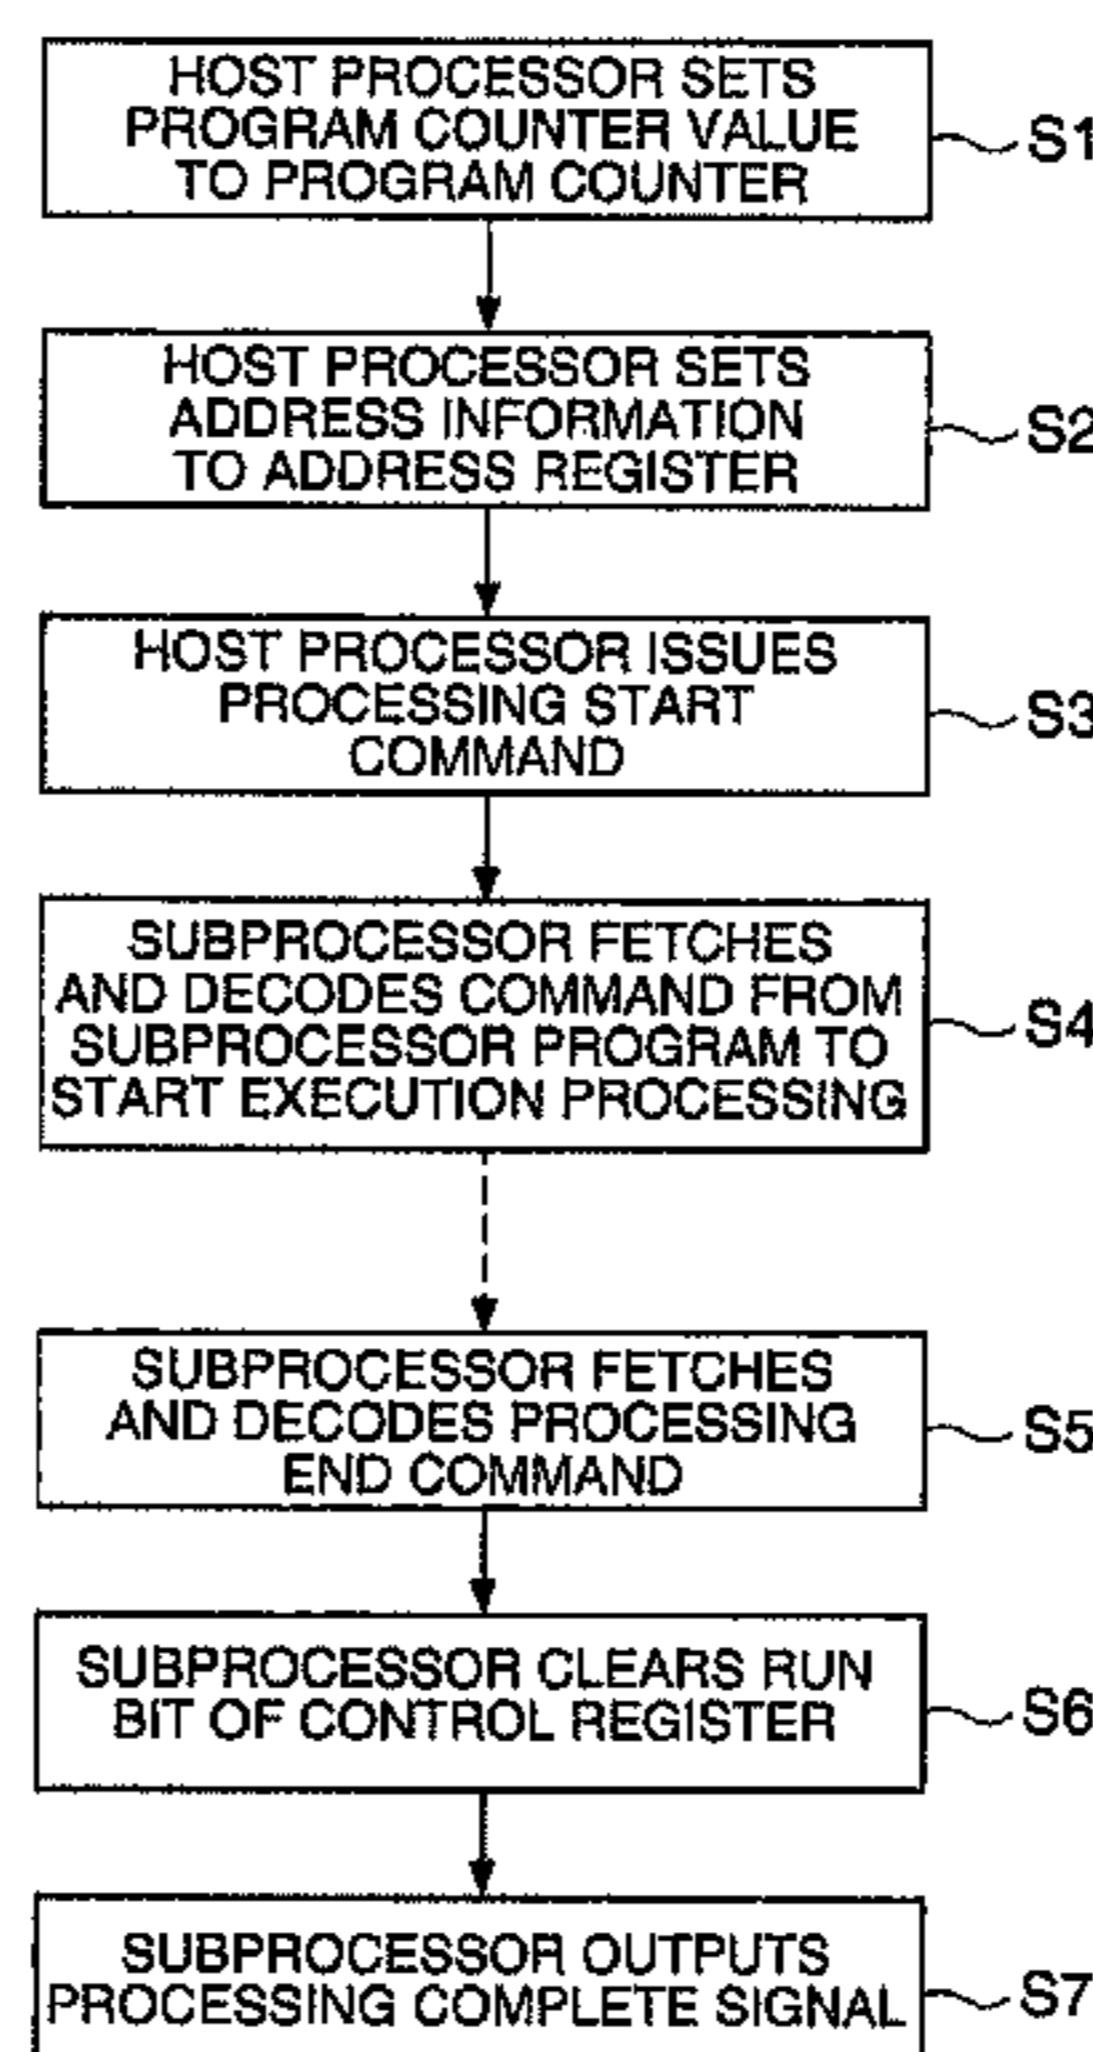 HOST PROCESSOR SETS
PROGRAM COUNTER VALUE
TO PROGRAM COUNTER
S1
HOST PROCESSOR SETS
ADDRESS INFORMATION
TO ADDRESS REGISTER
S2
HOST PROCESSOR ISSUES
PROCESSING START
COMMAND
S3
SUBPROCESSOR FETCHES
AND DECODES COMMAND FROM
SUBPROCESSOR PROGRAM TO
START EXECUTION PROCESSING
S4
SUBPROCESSOR FETCHES
AND DECODES PROCESSING
END COMMAND
S5
SUBPROCESSOR CLEARS RUN
BIT OF CONTROL REGISTER
S6
SUBPROCESSOR OUTPUTS
PROCESSING COMPLETE SIGNAL
S7